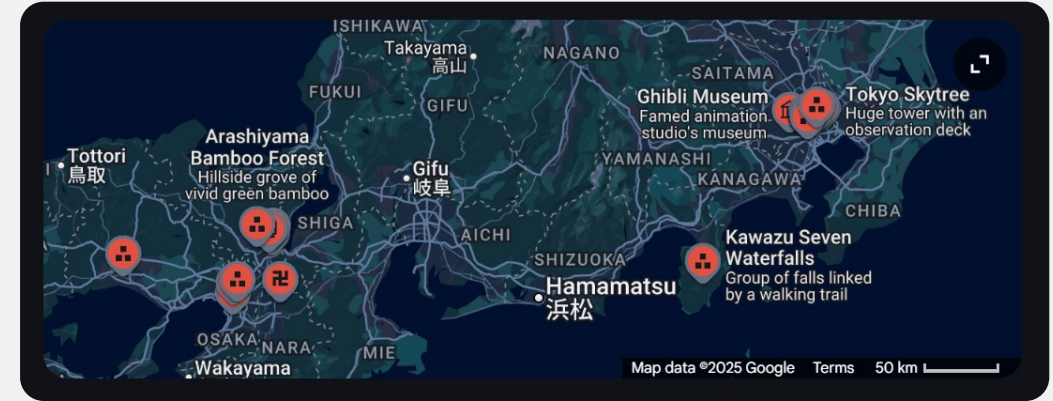 ISHIKAWA
Takayama
高山
NAGANO
FUKUI
GIFU
SAITAMA
Ghibli Museum
Famed animation
studio's museum
Tokyo Skytree
Huge tower with an
observation deck
Arashiyama
Bamboo Forest
Hillside grove of
vivid green bamboo
Tottori
鳥取
Gifu
岐阜
YAMANASHI
KANAGAWA
CHIBA
SHIGA
AICHI
SHIZUOKA
Kawazu Seven
Waterfalls
Group of falls linked
by a walking trail
Hamamatsu
浜松
卍
OSAKA
NARA
MIE
Wakayama
Map data ©2025 Google Terms 50 km